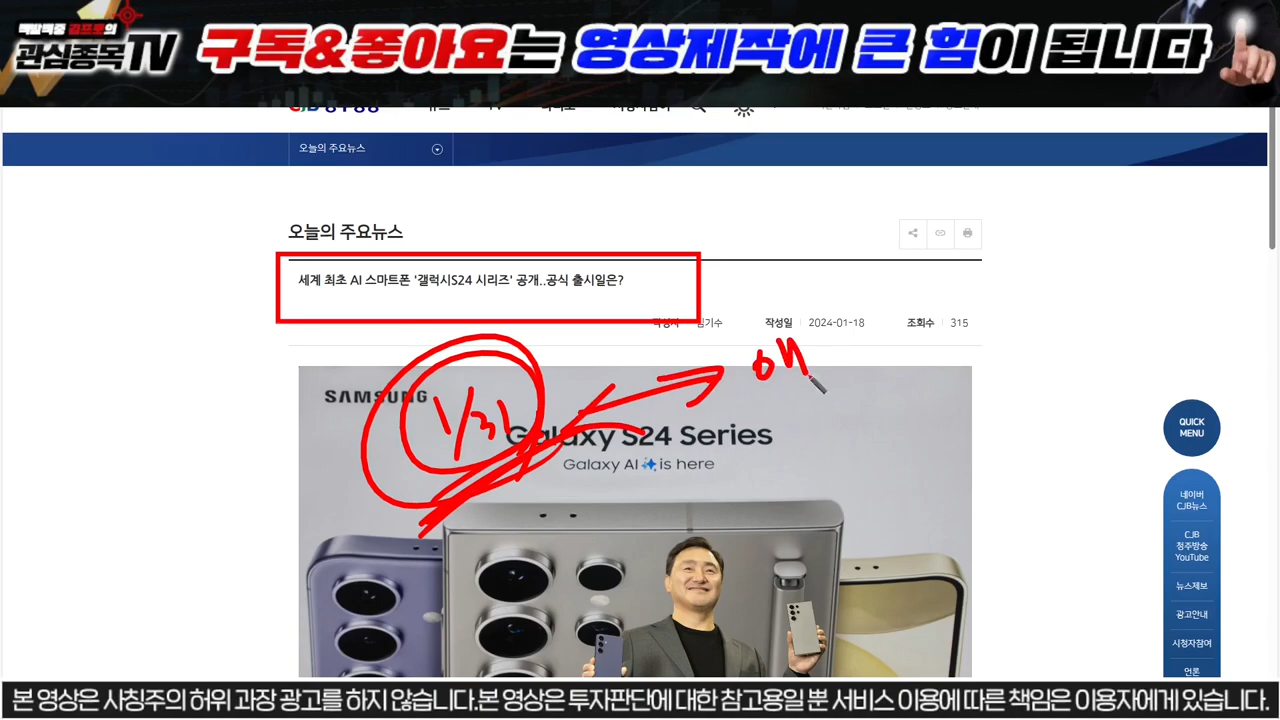 백발백중 김프로의
관심종목TV
구독&좋아요는 영상제작에 큰 힘이 됩니다
오늘의 주요뉴스
오늘의 주요뉴스
세계 최초 AI 스마트폰 '갤럭시S24 시리즈' 공개..공식 출시일은?
작성일 2024-01-18 조회수 315
1/31
SAMSUNG
Galaxy S24 Series
Galaxy AI is here
QUICK
MENU
네이버
CJB뉴스
CJB
청주방송
YouTube
뉴스제보
광고안내
시청자참여
언론
본 영상은 사칭주의 허위 과장 광고를 하지 않습니다.본 영상은 투자판단에 대한 참고용일 뿐 서비스 이용에 따른 책임은 이용자에게 있습니다.